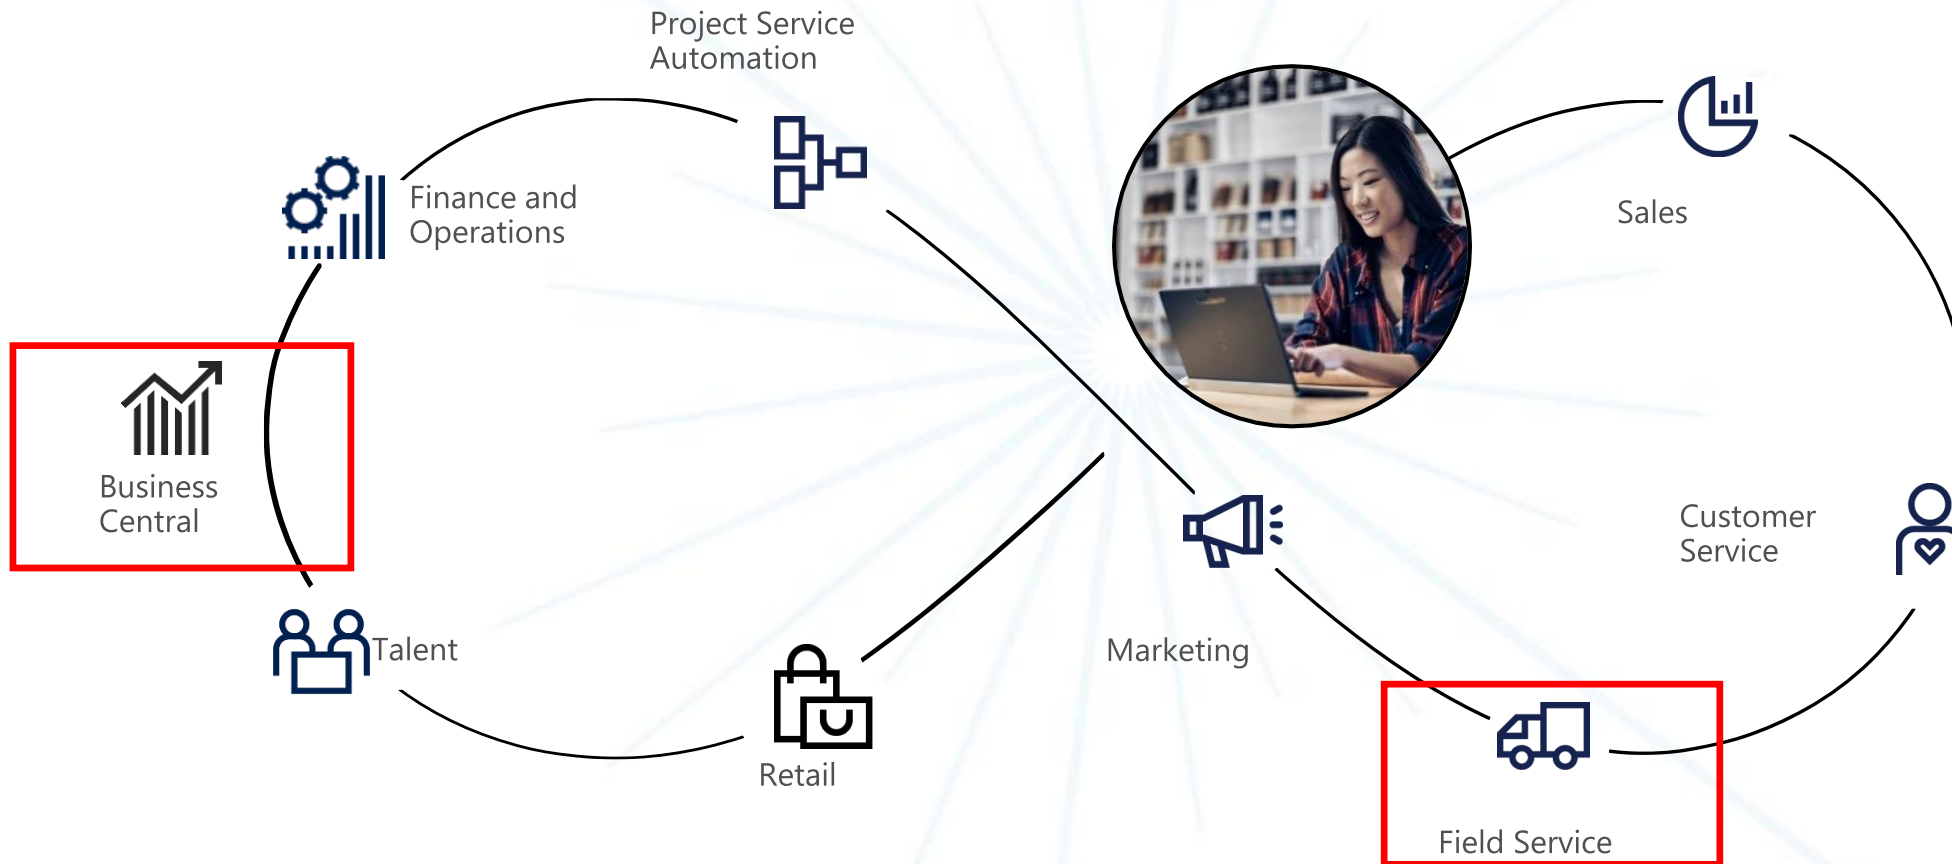 Project Service
Automation
Finance and
Operations
Sales
Business
Central
Customer
Service
Talent
Marketing
Retail
Field Service